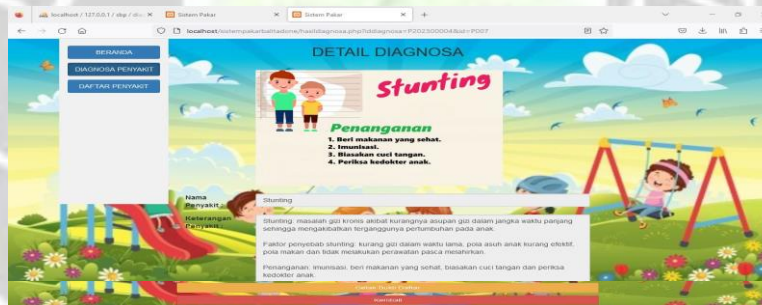 localhost / 127.0.0.1 / dbp / di
Sistem Pakar
Sistem Pakar
localhost/sistempakarbalitadone/hasildiagnosa.php?iddiagnosa=P202300004&id=P007
BERANDA
DIAGNOSA PENYAKIT
DAFTAR PENYAKIT
DETAIL DIAGNOSA
Stunting
Penanganan
1. Beri makanan yang sehat.
2. Imunisasi.
3. Biasakan cuci tangan.
4. Periksa kedokter anak.
Nama
Penyakit :
Stunting
Keterangan
Penyakit :
Stunting: masalah gizi kronis akibat kurangnya asupan gizi dalam jangka waktu panjang
sehingga mengakibatkan terganggunya pertumbuhan pada anak.
Faktor penyebab stunting: kurang gizi dalam waktu lama, pola asuh anak kurang efektif,
pola makan dan tidak melakukan perawatan pasca melahirkan.
Penanganan: imunisasi, beri makanan yang sehat, biasakan cuci tangan dan periksa
kedokter anak.
Kembali